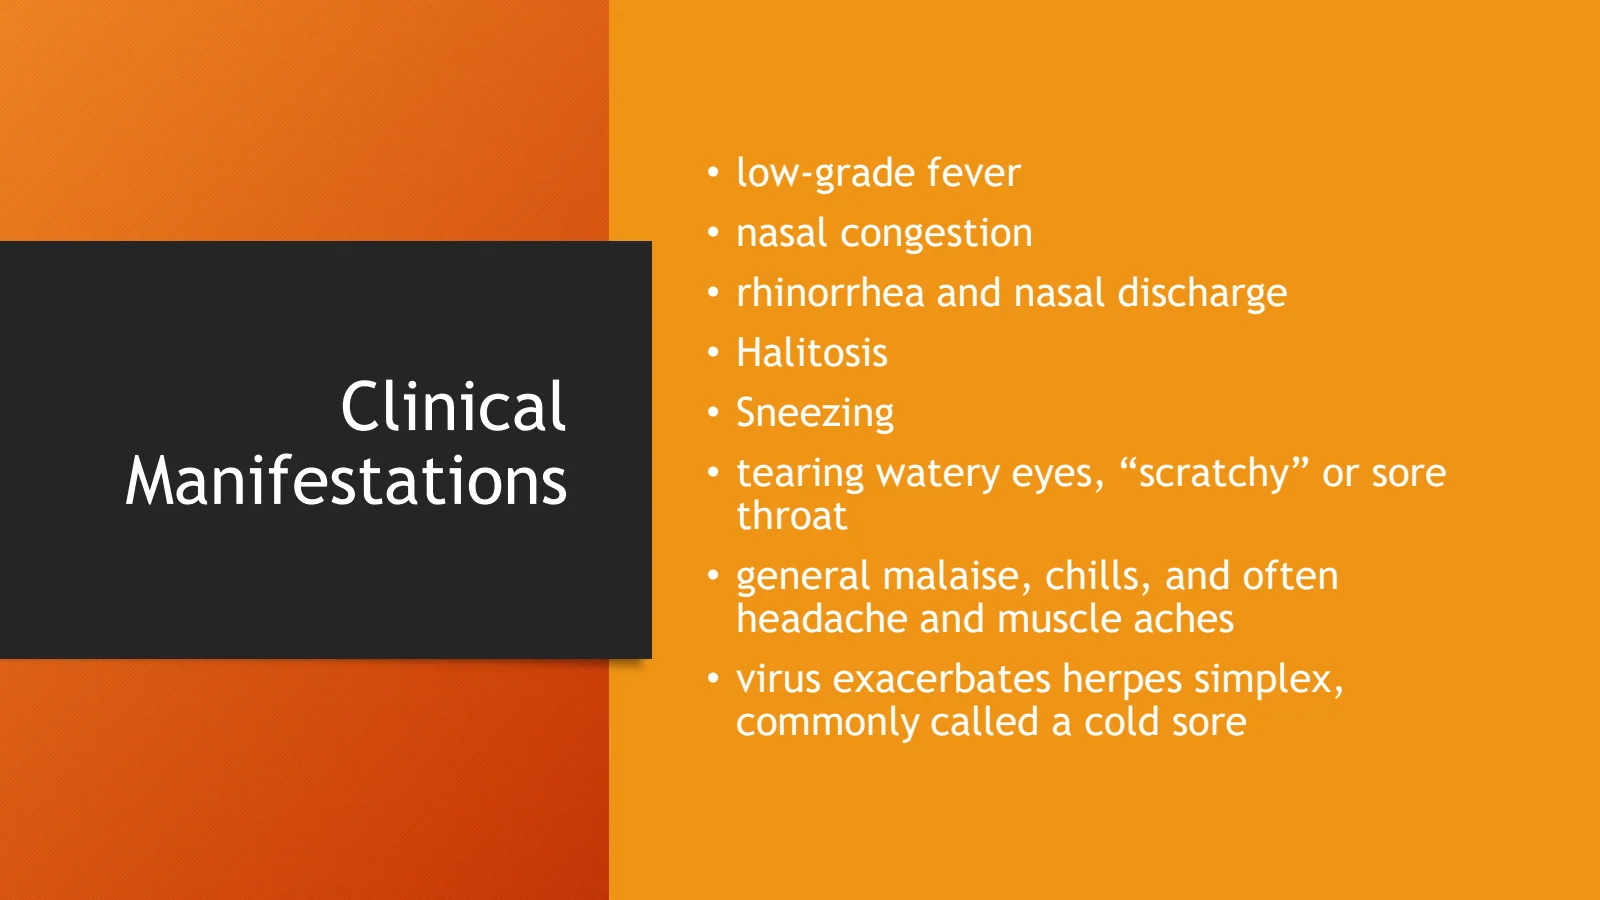 Clinical
Manifestations
• low-grade fever
• nasal congestion
• rhinorrhea and nasal discharge
• Halitosis
• Sneezing
• tearing watery eyes, “scratchy” or sore
throat
• general malaise, chills, and often
headache and muscle aches
• virus exacerbates herpes simplex,
commonly called a cold sore